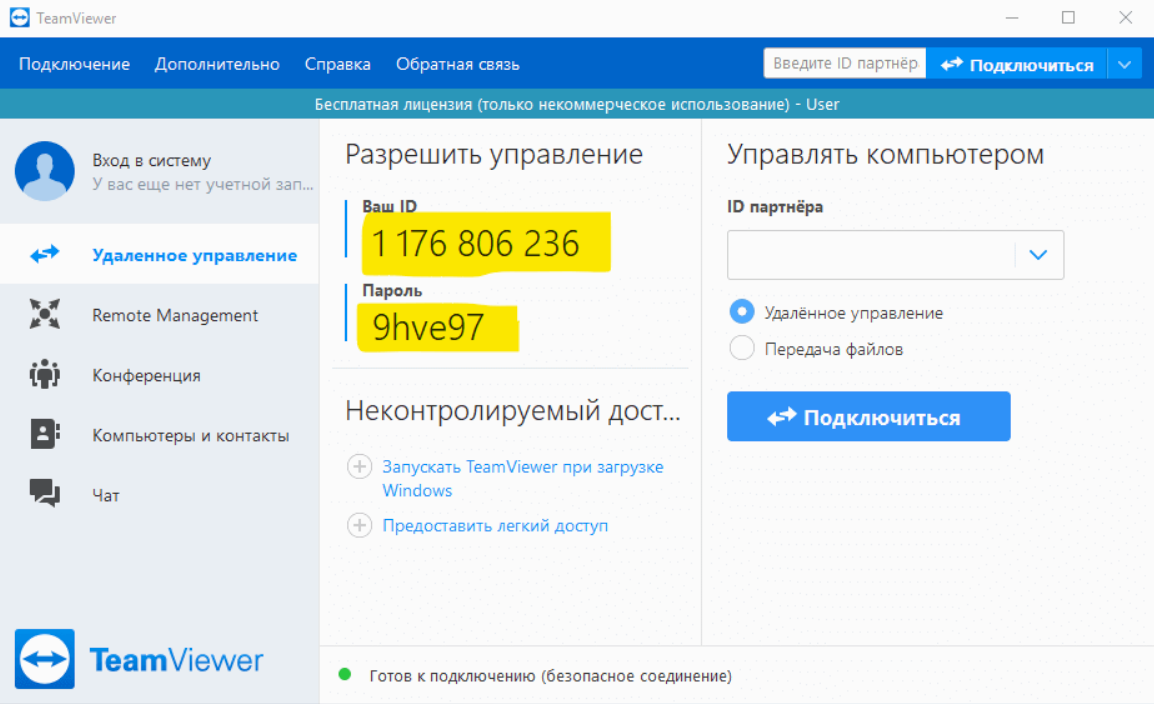 TeamViewer
Подключение Дополнительно Справка Обратная связь Введите ID партнёр Подключиться
Бесплатная лицензия (только некоммерческое использование) - User
Вход в систему
У вас еще нет учетной зап...
Удаленное управление
Remote Management
Конференция
Компьютеры и контакты
Чат
TeamViewer
Разрешить управление
Ваш ID
1 176 806 236
Пароль
9hve97
Неконтролируемый дост...
Запускать TeamViewer при загрузке
Windows
Предоставить легкий доступ
Управлять компьютером
ID партнёра
Удалённое управление
Передача файлов
Подключиться
Готов к подключению (безопасное соединение)